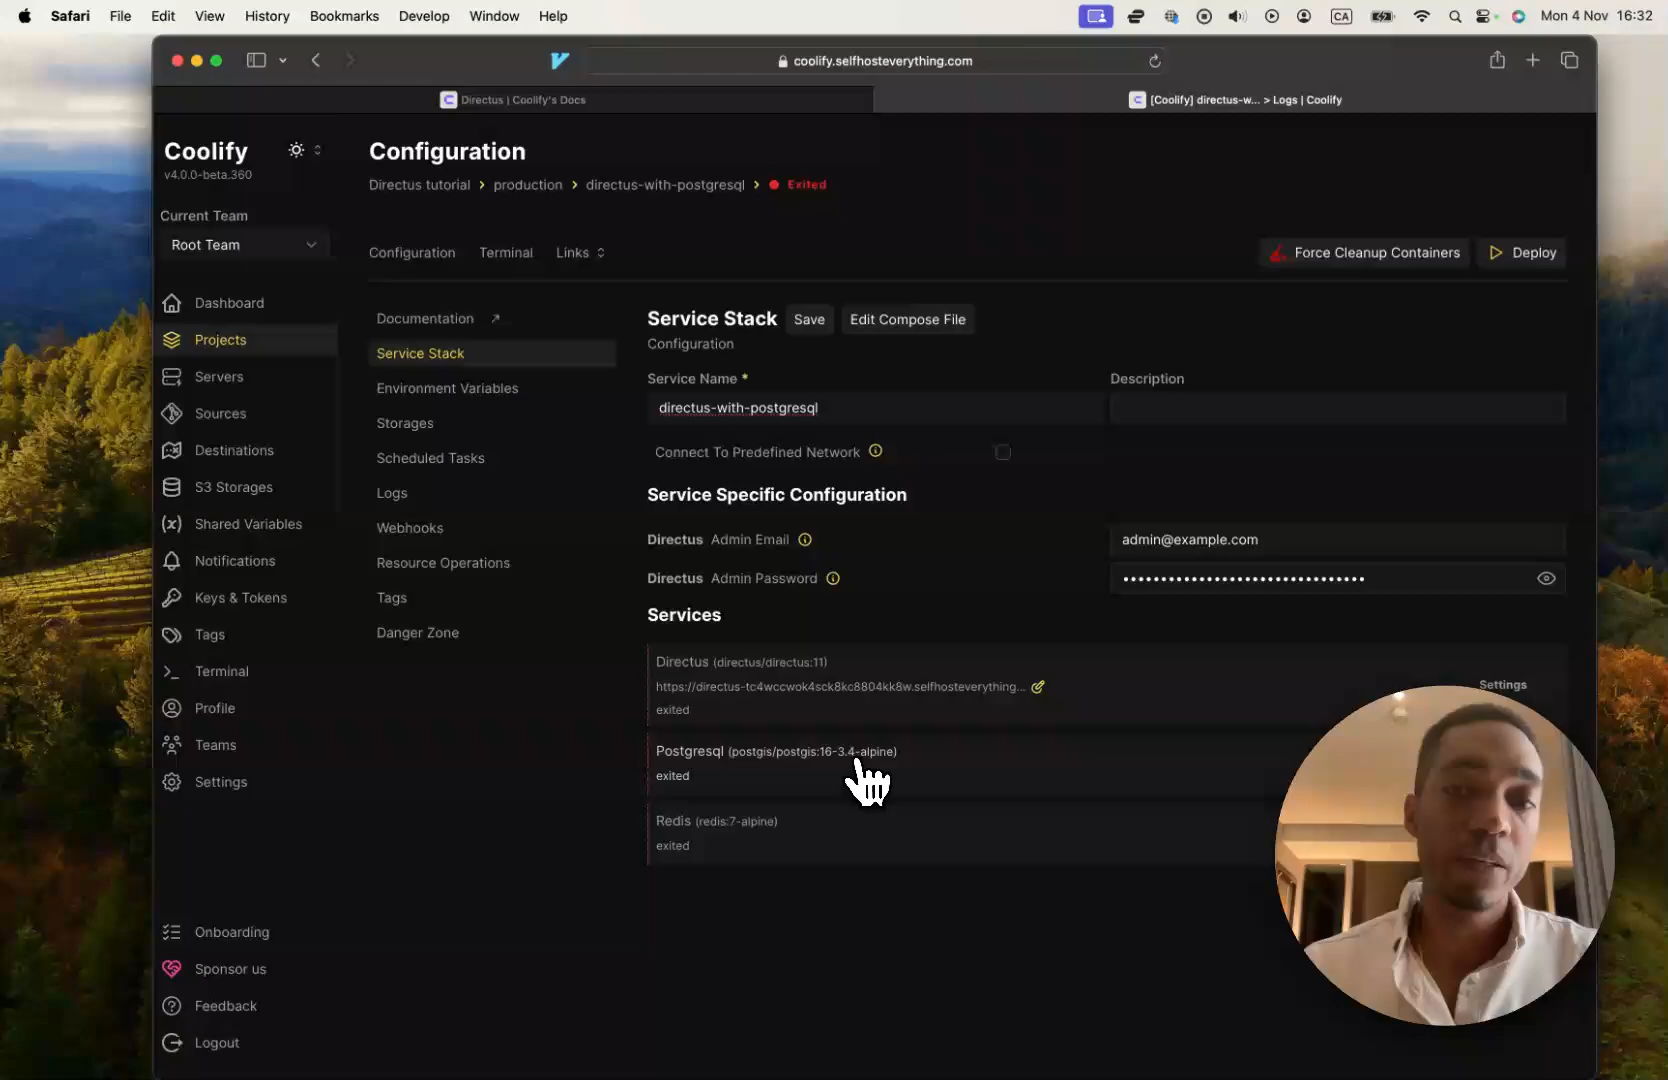 Safari File Edit View History Bookmarks Develop Window Help CA Mon 4 Nov 16:32
coolify.selfhosteverything.com
Directus | Coolify's Docs
[Coolify] directus-w... > Logs | Coolify
Coolify
v4.0.0-beta.360
Current Team
Root Team
Dashboard
Projects
Servers
Sources
Destinations
S3 Storages
Shared Variables
Notifications
Keys & Tokens
Tags
Terminal
Profile
Teams
Settings
Onboarding
Sponsor us
Feedback
Logout
Configuration
Directus tutorial > production > directus-with-postgresql > Exited
Configuration Terminal Links
Force Cleanup Containers Deploy
Documentation
Service Stack
Environment Variables
Storages
Scheduled Tasks
Logs
Webhooks
Resource Operations
Tags
Danger Zone
Service Stack Save Edit Compose File
Configuration
Service Name * Description
directus-with-postgresql
Connect To Predefined Network
Service Specific Configuration
Directus Admin Email admin@example.com
Directus Admin Password
Services
Directus (directus/directus:11)
https://directus-tc4wccwok4sck8kc8804kk8w.selfhosteverything...
exited
Settings
Postgresql (postgis/postgis:16-3.4-alpine)
exited
Redis (redis:7-alpine)
exited